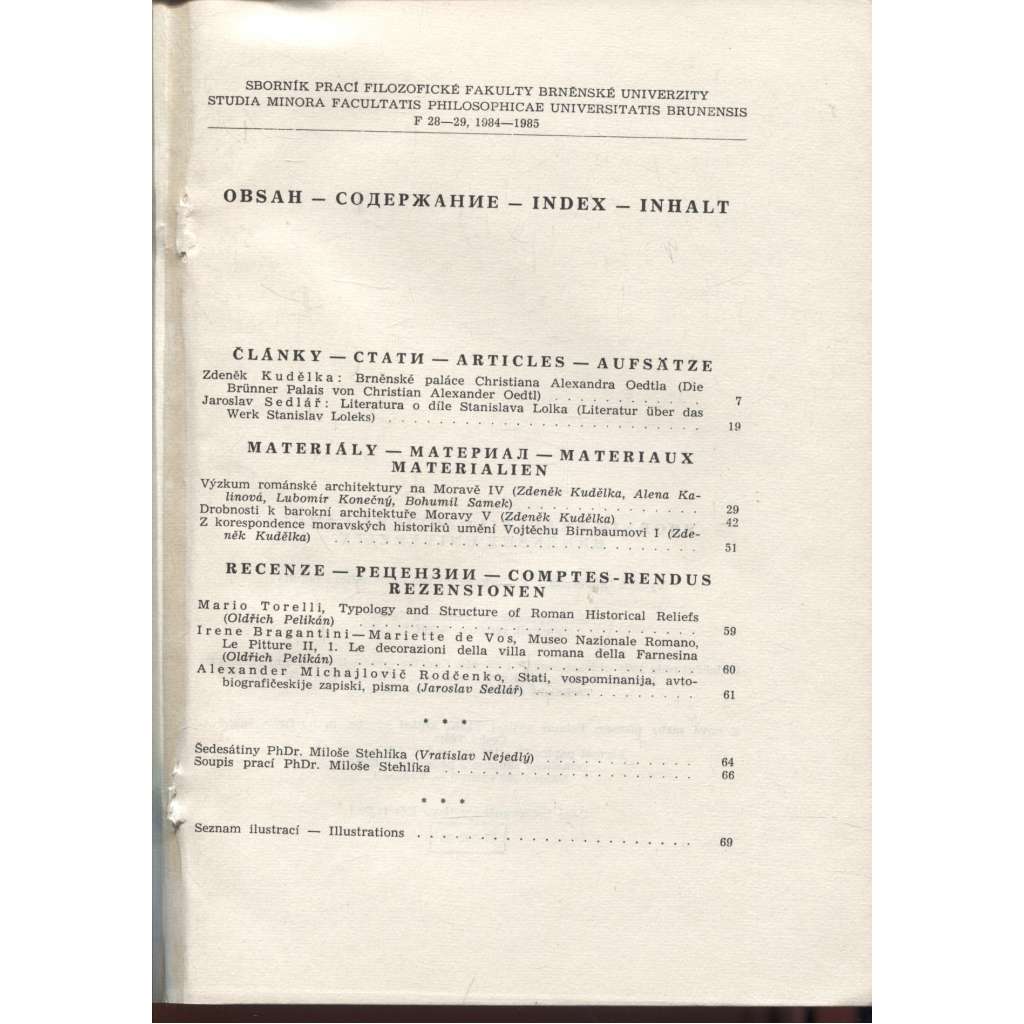 SBORNÍK PRACÍ FILOZOFICKÉ FAKULTY BRNĚNSKÉ UNIVERZITY
STUDIA MINORA FACULTATIS PHILOSOPHICAE UNIVERSITATIS BRUNENSIS
F 28—29, 1984—1985
OBSAH — СОДЕРЖАНИЕ — INDEX — INHALT
ČLÁNKY — СТАТИ — ARTICLES — AUFSÄTZE
Zdeněk Kudělka: Brněnské paláce Christiana Alexandra Oedtla (Die
Brünner Palais von Christian Alexander Oedtl) . . . . . . . . . . . 7
Jaroslav Sedlář: Literatura o díle Stanislava Lolka (Literatur über das
Werk Stanislav Loleks) . . . . . . . . . . . . . . . . . . . . . . . . 19
MATERIÁLY — МАТЕРИАЛ — MATERIAUX
MATERIALIEN
Výzkum románské architektury na Moravě IV (Zdeněk Kudělka, Alena Ka-
linová, Lubomír Konečný, Bohumil Samek) . . . . . . . . . . . . . 29
Drobnosti k barokní architektuře Moravy V (Zdeněk Kudělka) . . . . . . 42
Z korespondence moravských historiků umění Vojtěchu Birnbaumovi I (Zde-
něk Kudělka) . . . . . . . . . . . . . . . . . . . . . . . . . . . . 51
RECENZE — РЕЦЕНЗИИ — COMPTES-RENDUS
REZENSIONEN
Mario Torelli, Typology and Structure of Roman Historical Reliefs
(Oldřich Pelikán) . . . . . . . . . . . . . . . . . . . . . . . . . . 59
Irene Bragantini—Mariette de Vos, Museo Nazionale Romano,
Le Pitture II, 1. Le decorazioni della villa romana della Farnesina
(Oldřich Pelikán) . . . . . . . . . . . . . . . . . . . . . . . . . . 60
Alexander Michajlovič Rodčenko, Stati, vospominanija, avto-
biografičeskije zapiski, pisma (Jaroslav Sedlář) . . . . . . . . . . . . 61
* * *
Šedesátiny PhDr. Miloše Stehlíka (Vratislav Nejedlý) . . . . . . . . . . . 64
Soupis prací PhDr. Miloše Stehlíka . . . . . . . . . . . . . . . . . . . 66
* * *
Seznam ilustrací — Illustrations . . . . . . . . . . . . . . . . . . . . . 69